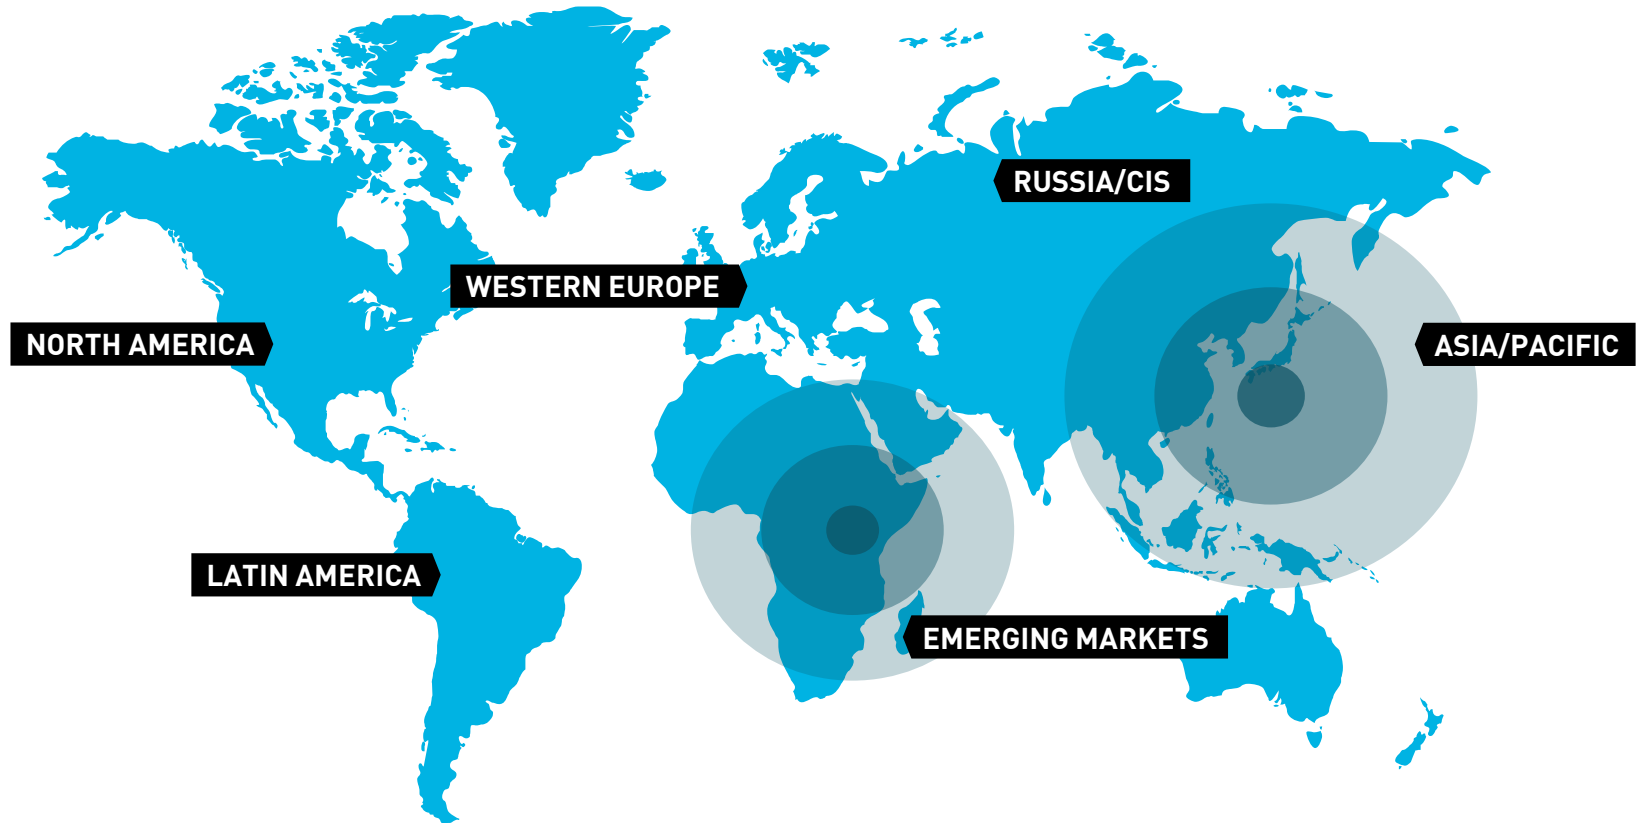 RUSSIA/CIS
WESTERN EUROPE
NORTH AMERICA
ASIA/PACIFIC
LATIN AMERICA
EMERGING MARKETS